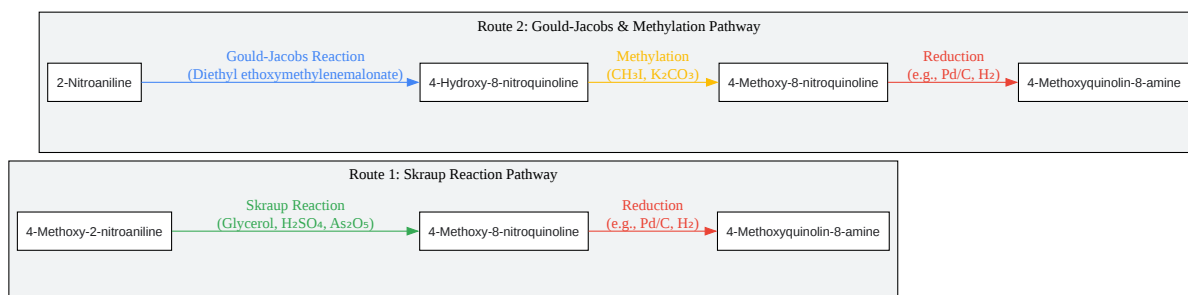 Route 2: Gould-Jacobs & Methylation Pathway
Gould-Jacobs Reaction
(Diethyl ethoxymethylenemalonate)
Methylation
(CH₃I, K₂CO₃)
Reduction
(e.g., Pd/C, H₂)
2-Nitroaniline
4-Hydroxy-8-nitroquinoline
4-Methoxy-8-nitroquinoline
4-Methoxyquinolin-8-amine
Route 1: Skraup Reaction Pathway
Skraup Reaction
(Glycerol, H₂SO₄, As₂O₅)
Reduction
(e.g., Pd/C, H₂)
4-Methoxy-2-nitroaniline
4-Methoxy-8-nitroquinoline
4-Methoxyquinolin-8-amine